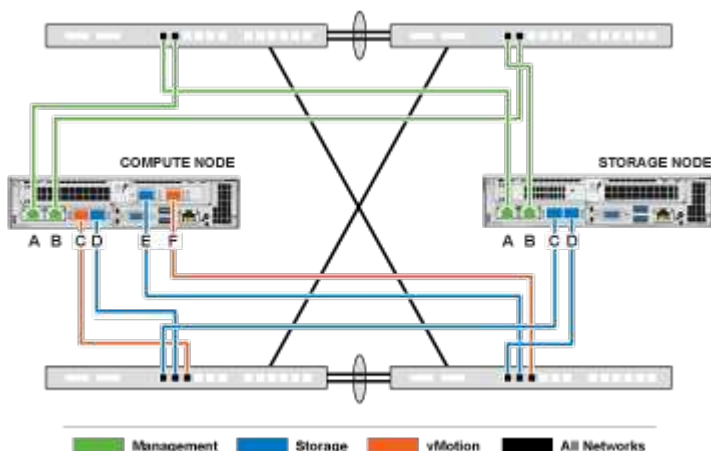 COMPUTE NODE
STORAGE NODE
A B C D E F
A B C D
Management Storage vMotion All Networks